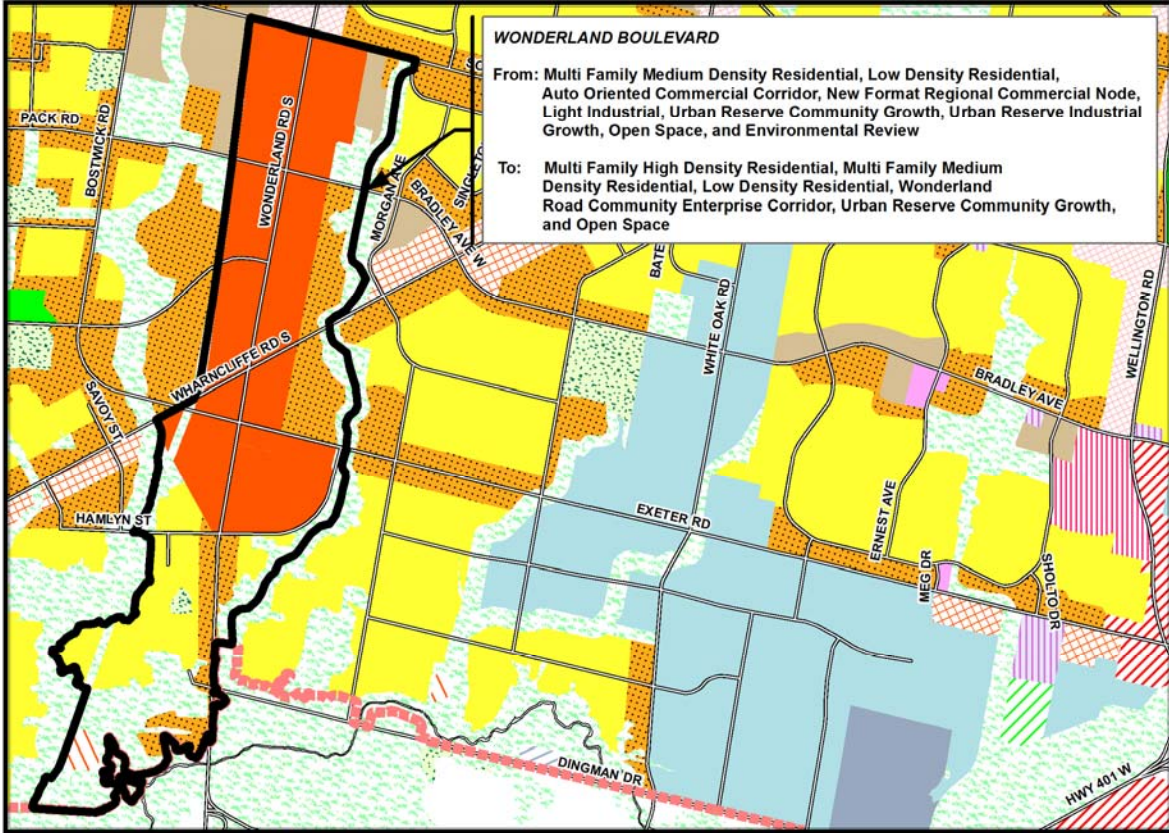 WONDERLAND BOULEVARD
From: Multi Family Medium Density Residential, Low Density Residential,
Auto Oriented Commercial Corridor, New Format Regional Commercial Node,
Light Industrial, Urban Reserve Community Growth, Urban Reserve Industrial
Growth, Open Space, and Environmental Review
To: Multi Family High Density Residential, Multi Family Medium
Density Residential, Low Density Residential, Wonderland
Road Community Enterprise Corridor, Urban Reserve Community Growth,
and Open Space
PACK RD
BOSTWICK RD
WONDERLAND RD S
MORGAN AVE
BRADLEY AVE W
WHITE OAK RD
WELLINGTON RD
WHARNCLIFFE RD S
SAVOY ST
BRADLEY AVE
HAMLYN ST
EXETER RD
ERNEST AVE
MEG DR
SHOLTO DR
DINGMAN DR
HWY 401 W